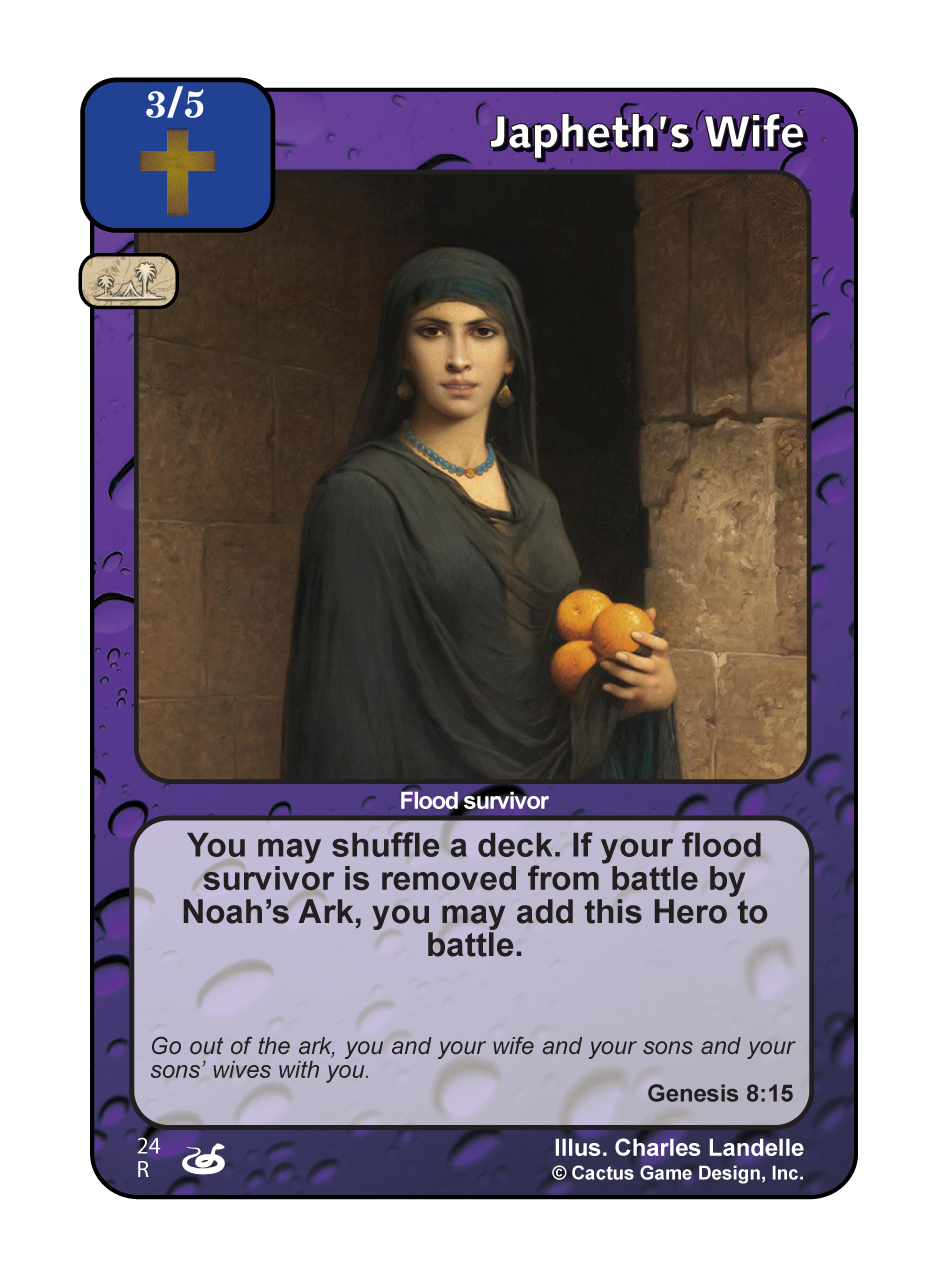 3/5
Japheth's Wife
Flood survivor
You may shuffle a deck. If your flood
survivor is removed from battle by
Noah’s Ark, you may add this Hero to
battle.
Go out of the ark, you and your wife and your sons and your
sons’ wives with you.
Genesis 8:15
24
R
Illus. Charles Landelle
© Cactus Game Design, Inc.